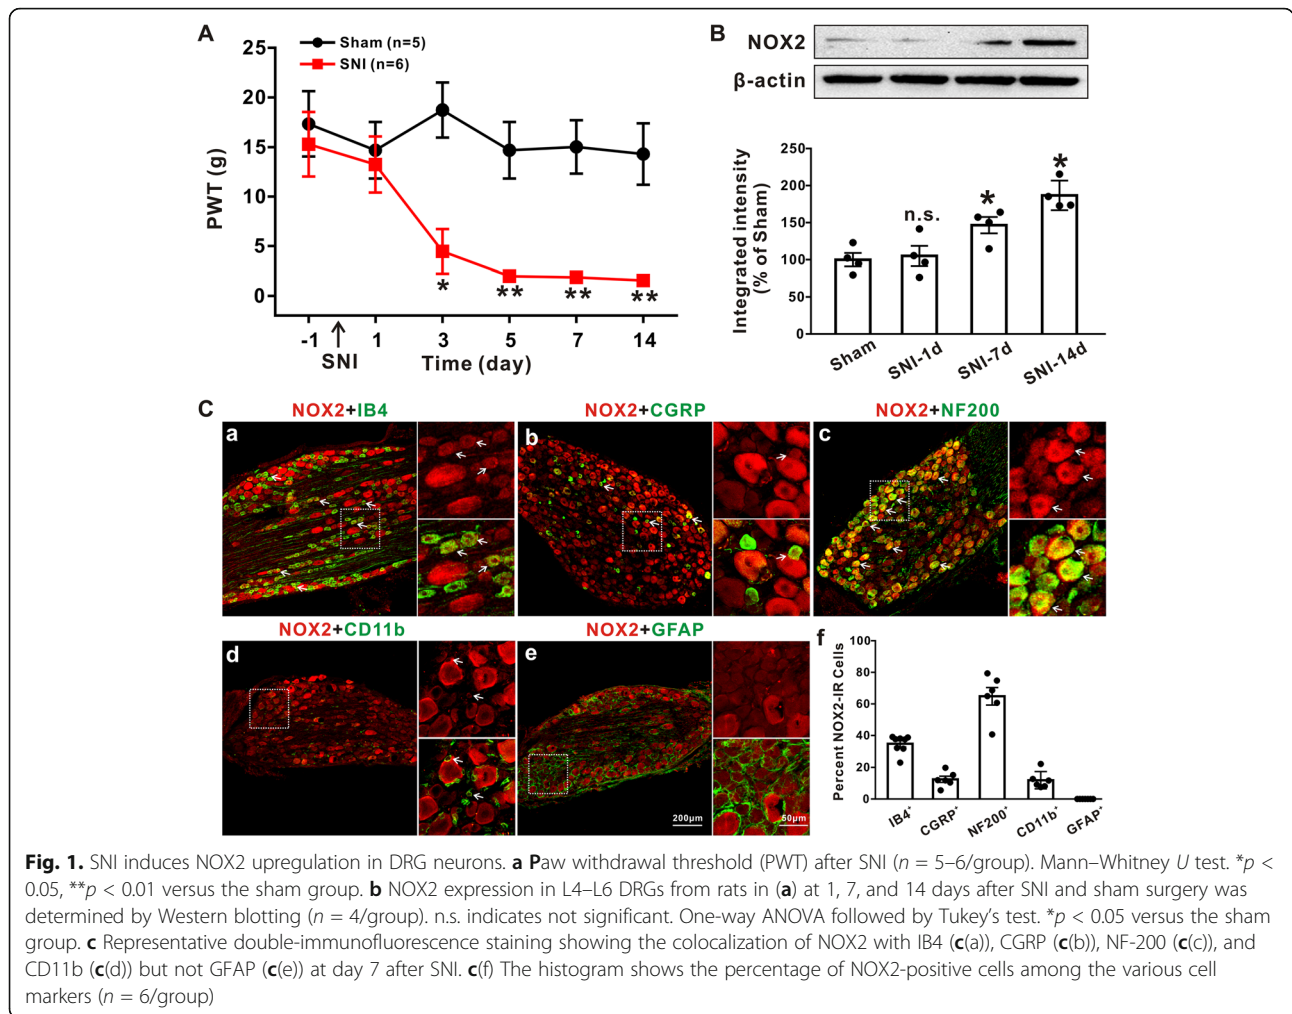 A
Sham (n=5)
SNI (n=6)
PWT (g)
25
20
15
10
5
0
-1 1 3 5 7 14
* ** ** **
SNI
Time (day)
B
NOX2
β-actin
Integrated intensity
(% of Sham)
250
200
150
100
50
0
n.s. * *
Sham SNI-1d SNI-7d SNI-14d
C
NOX2+IB4 NOX2+CGRP NOX2+NF200
a b c
NOX2+CD11b NOX2+GFAP
d e
200μm 50μm
f
Percent NOX2-IR Cells
100
80
60
40
20
0
IB4+ CGRP+ NF200+ CD11b+ GFAP+
Fig. 1. SNI induces NOX2 upregulation in DRG neurons. a Paw withdrawal threshold (PWT) after SNI (n = 5–6/group). Mann–Whitney U test. *p <
0.05, **p < 0.01 versus the sham group. b NOX2 expression in L4–L6 DRGs from rats in (a) at 1, 7, and 14 days after SNI and sham surgery was
determined by Western blotting (n = 4/group). n.s. indicates not significant. One-way ANOVA followed by Tukey's test. *p < 0.05 versus the sham
group. c Representative double-immunofluorescence staining showing the colocalization of NOX2 with IB4 (c(a)), CGRP (c(b)), NF-200 (c(c)), and
CD11b (c(d)) but not GFAP (c(e)) at day 7 after SNI. c(f) The histogram shows the percentage of NOX2-positive cells among the various cell
markers (n = 6/group)